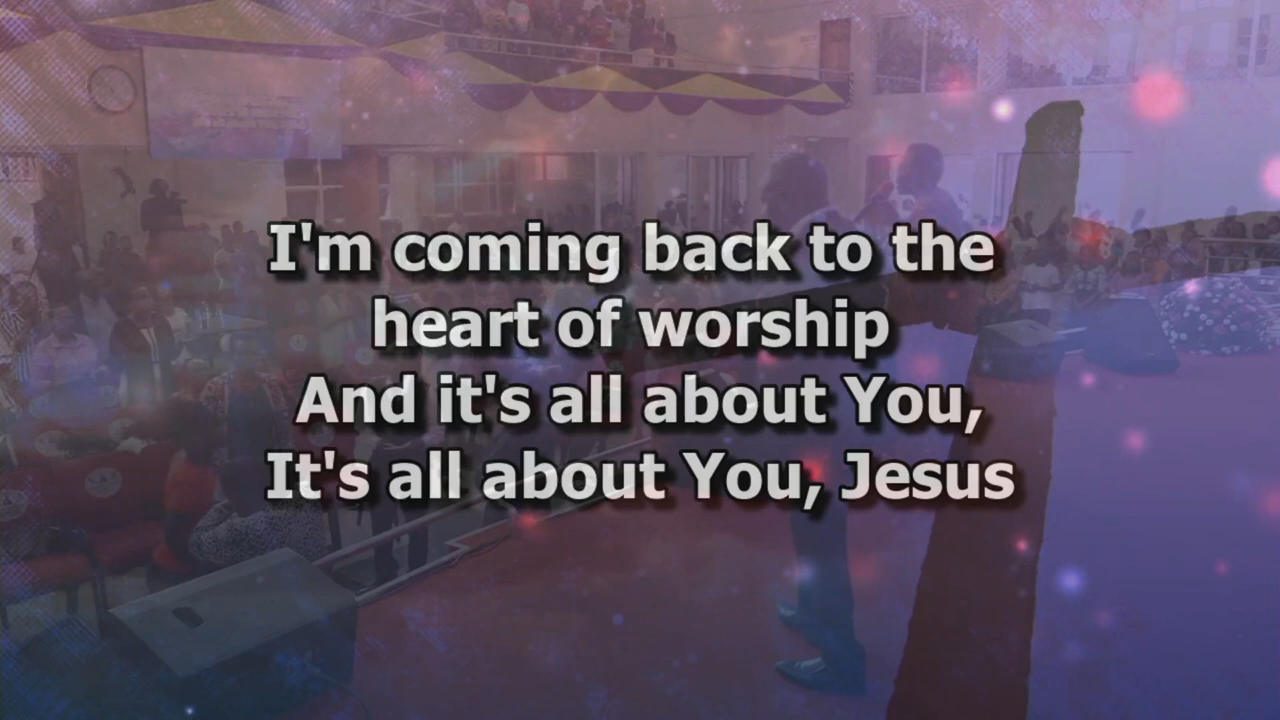 I'm coming back to the
heart of worship
And it's all about You,
It's all about You, Jesus